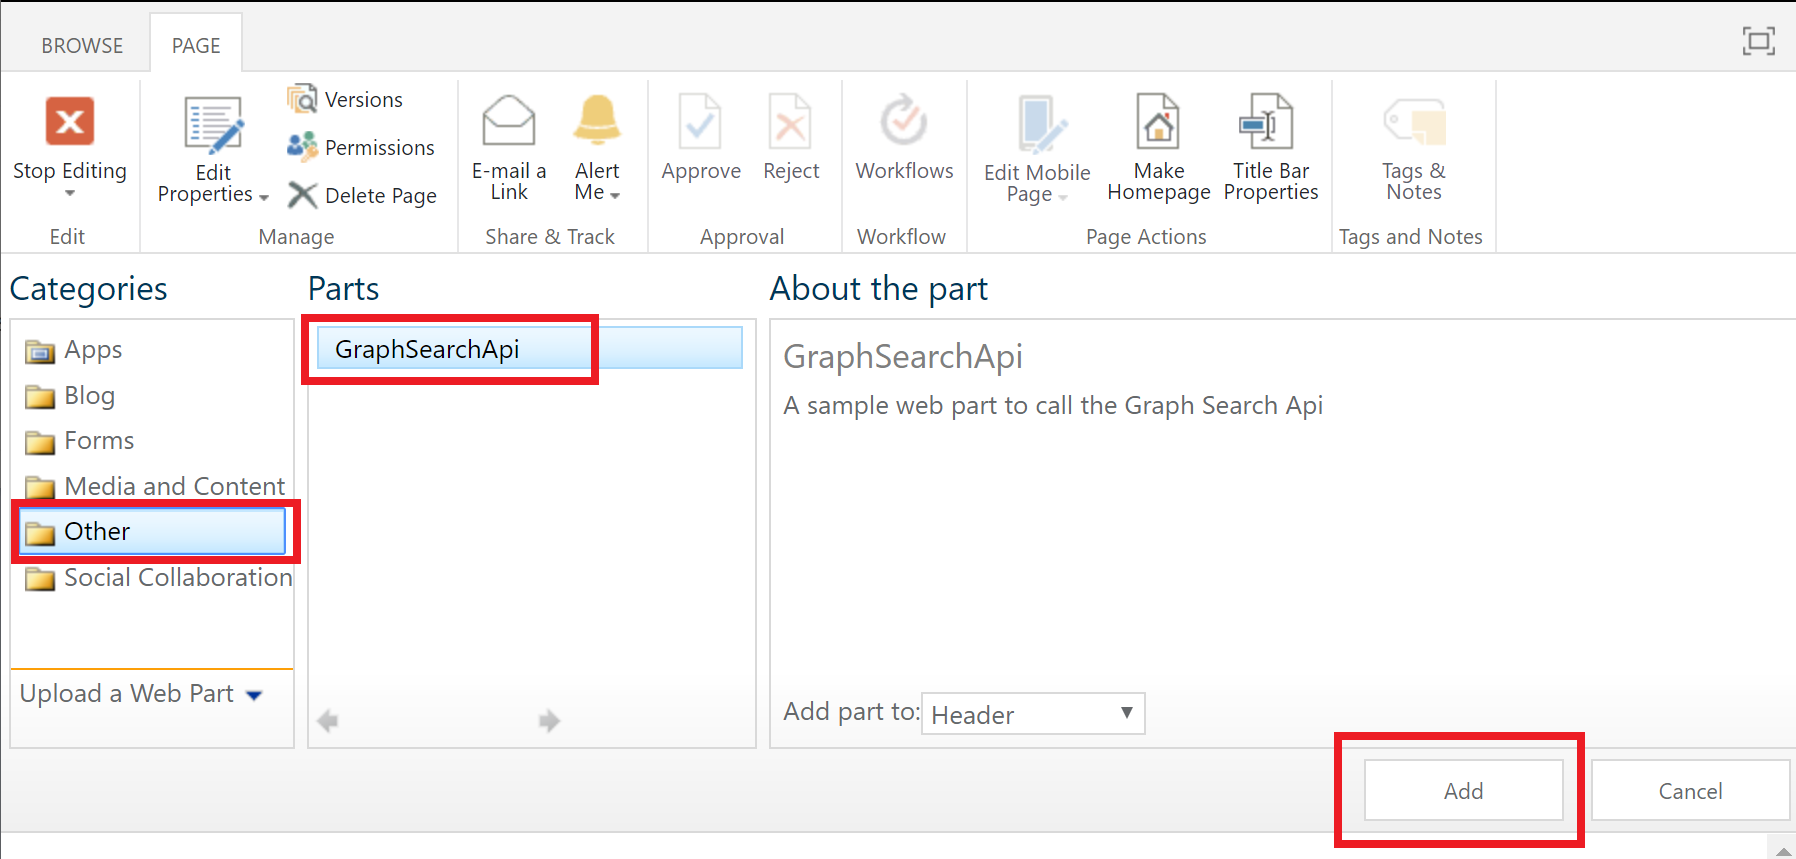 BROWSE
PAGE
Stop Editing
Edit
Edit
Properties
Versions
Permissions
Delete Page
Manage
E-mail a
Link
Alert
Me
Share & Track
Approve
Reject
Approval
Workflows
Workflow
Edit Mobile
Page
Make
Homepage
Title Bar
Properties
Page Actions
Tags &
Notes
Tags and Notes
Categories
Apps
Blog
Forms
Media and Content
Other
Social Collaboration
Upload a Web Part
Parts
GraphSearchApi
About the part
GraphSearchApi
A sample web part to call the Graph Search Api
Add part to: Header
Add
Cancel